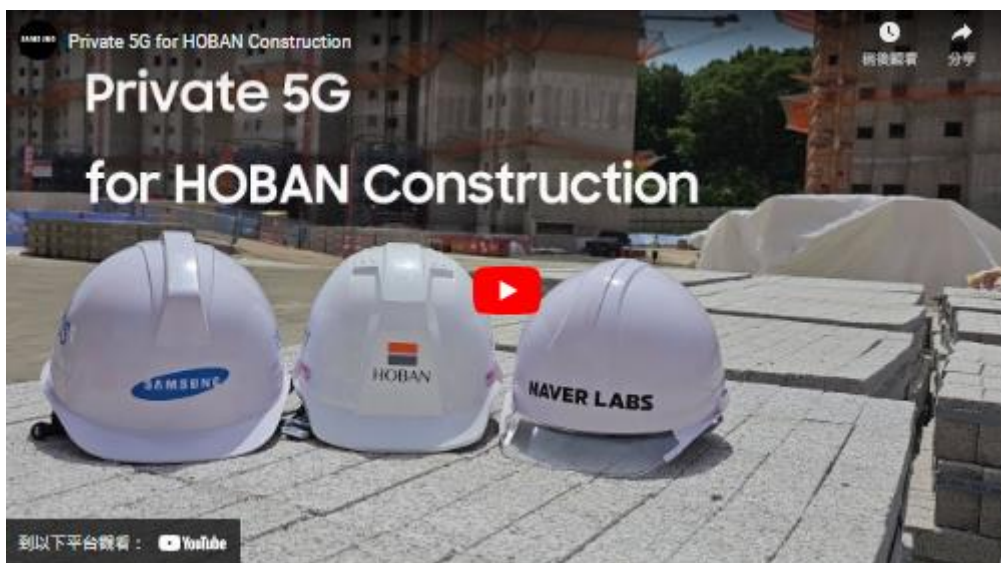 SAMSUNG
Private 5G for HOBAN Construction
稍後觀看
分享
Private 5G
for HOBAN Construction
SAMSUNG
HOBAN
NAVER LABS
到以下平台觀看：
YouTube